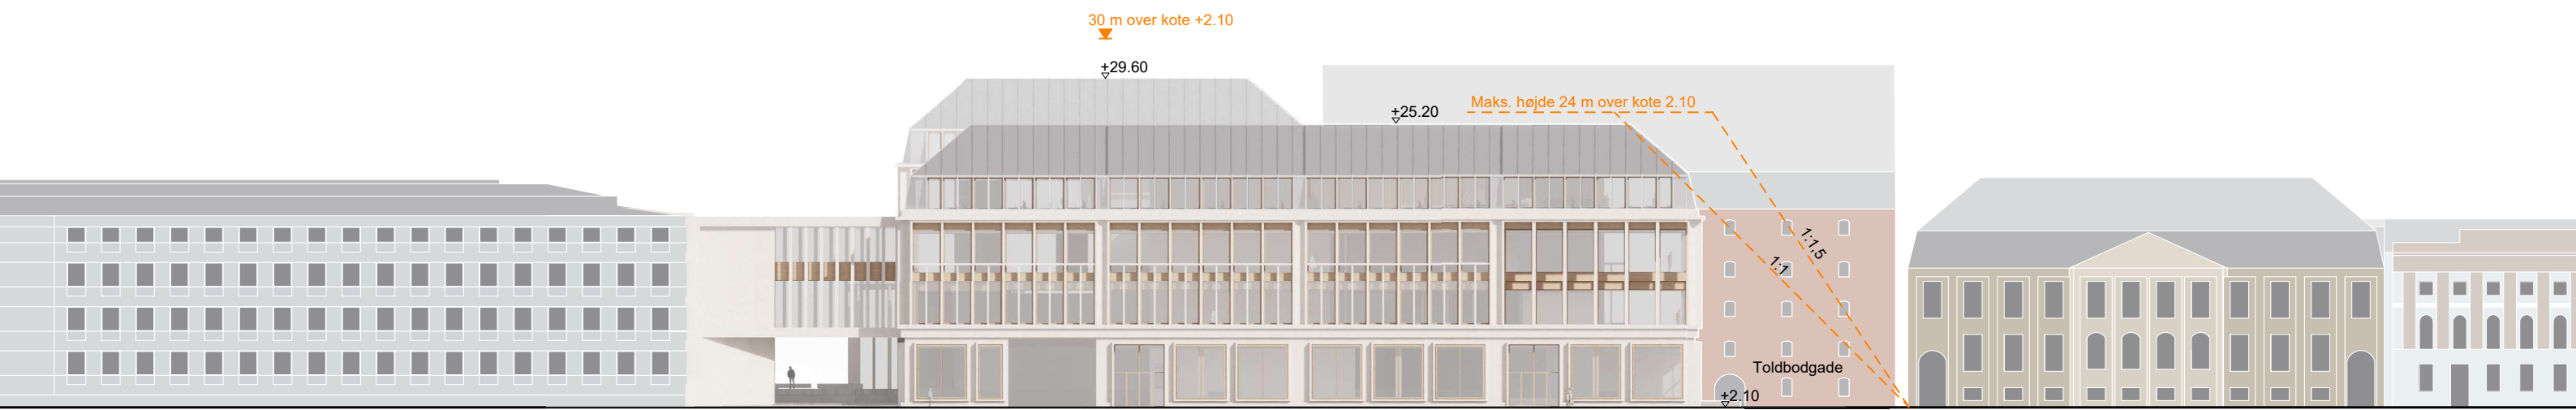 30 m over kote +2.10
+29.60
Maks. højde 24 m over kote 2.10
+25.20
1:1,5
1:1
Toldbodgade
+2.10